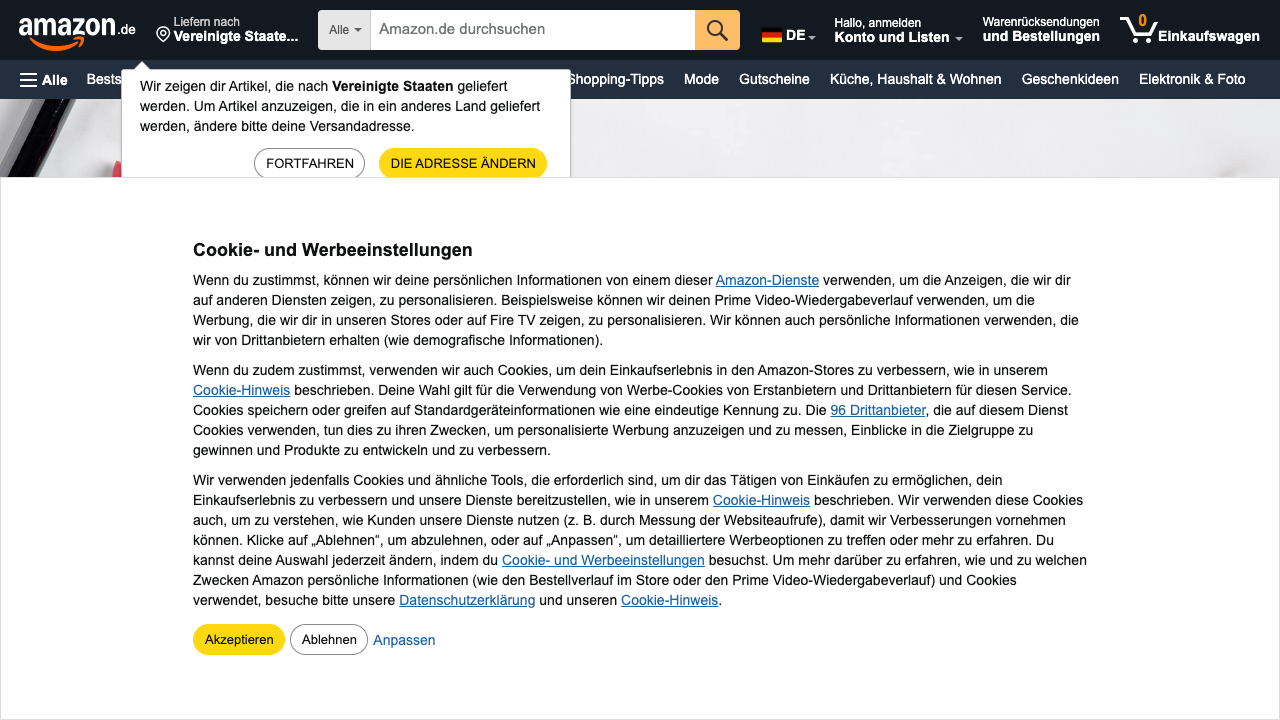 amazon.de
Liefern nach
Vereinigte Staate...
Alle
Amazon.de durchsuchen
DE
Hallo, anmelden
Konto und Listen
Warenrücksendungen
und Bestellungen
0
Einkaufswagen
Alle
Bests
Shopping-Tipps
Mode
Gutscheine
Küche, Haushalt & Wohnen
Geschenkideen
Elektronik & Foto
Wir zeigen dir Artikel, die nach Vereinigte Staaten geliefert
werden. Um Artikel anzuzeigen, die in ein anderes Land geliefert
werden, ändere bitte deine Versandadresse.
FORTFAHREN
DIE ADRESSE ÄNDERN
Cookie- und Werbeeinstellungen
Wenn du zustimmst, können wir deine persönlichen Informationen von einem dieser Amazon-Dienste verwenden, um die Anzeigen, die wir dir
auf anderen Diensten zeigen, zu personalisieren. Beispielsweise können wir deinen Prime Video-Wiedergabeverlauf verwenden, um die
Werbung, die wir dir in unseren Stores oder auf Fire TV zeigen, zu personalisieren. Wir können auch persönliche Informationen verwenden, die
wir von Drittanbietern erhalten (wie demografische Informationen).
Wenn du zudem zustimmst, verwenden wir auch Cookies, um dein Einkaufserlebnis in den Amazon-Stores zu verbessern, wie in unserem
Cookie-Hinweis beschrieben. Deine Wahl gilt für die Verwendung von Werbe-Cookies von Erstanbietern und Drittanbietern für diesen Service.
Cookies speichern oder greifen auf Standardgeräteinformationen wie eine eindeutige Kennung zu. Die 96 Drittanbieter, die auf diesem Dienst
Cookies verwenden, tun dies zu ihren Zwecken, um personalisierte Werbung anzuzeigen und zu messen, Einblicke in die Zielgruppe zu
gewinnen und Produkte zu entwickeln und zu verbessern.
Wir verwenden jedenfalls Cookies und ähnliche Tools, die erforderlich sind, um dir das Tätigen von Einkäufen zu ermöglichen, dein
Einkaufserlebnis zu verbessern und unsere Dienste bereitzustellen, wie in unserem Cookie-Hinweis beschrieben. Wir verwenden diese Cookies
auch, um zu verstehen, wie Kunden unsere Dienste nutzen (z. B. durch Messung der Websiteaufrufe), damit wir Verbesserungen vornehmen
können. Klicke auf „Ablehnen“, um abzulehnen, oder auf „Anpassen“, um detailliertere Werbeoptionen zu treffen oder mehr zu erfahren. Du
kannst deine Auswahl jederzeit ändern, indem du Cookie- und Werbeeinstellungen besuchst. Um mehr darüber zu erfahren, wie und zu welchen
Zwecken Amazon persönliche Informationen (wie den Bestellverlauf im Store oder den Prime Video-Wiedergabeverlauf) und Cookies
verwendet, besuche bitte unsere Datenschutzerklärung und unseren Cookie-Hinweis.
Akzeptieren
Ablehnen
Anpassen